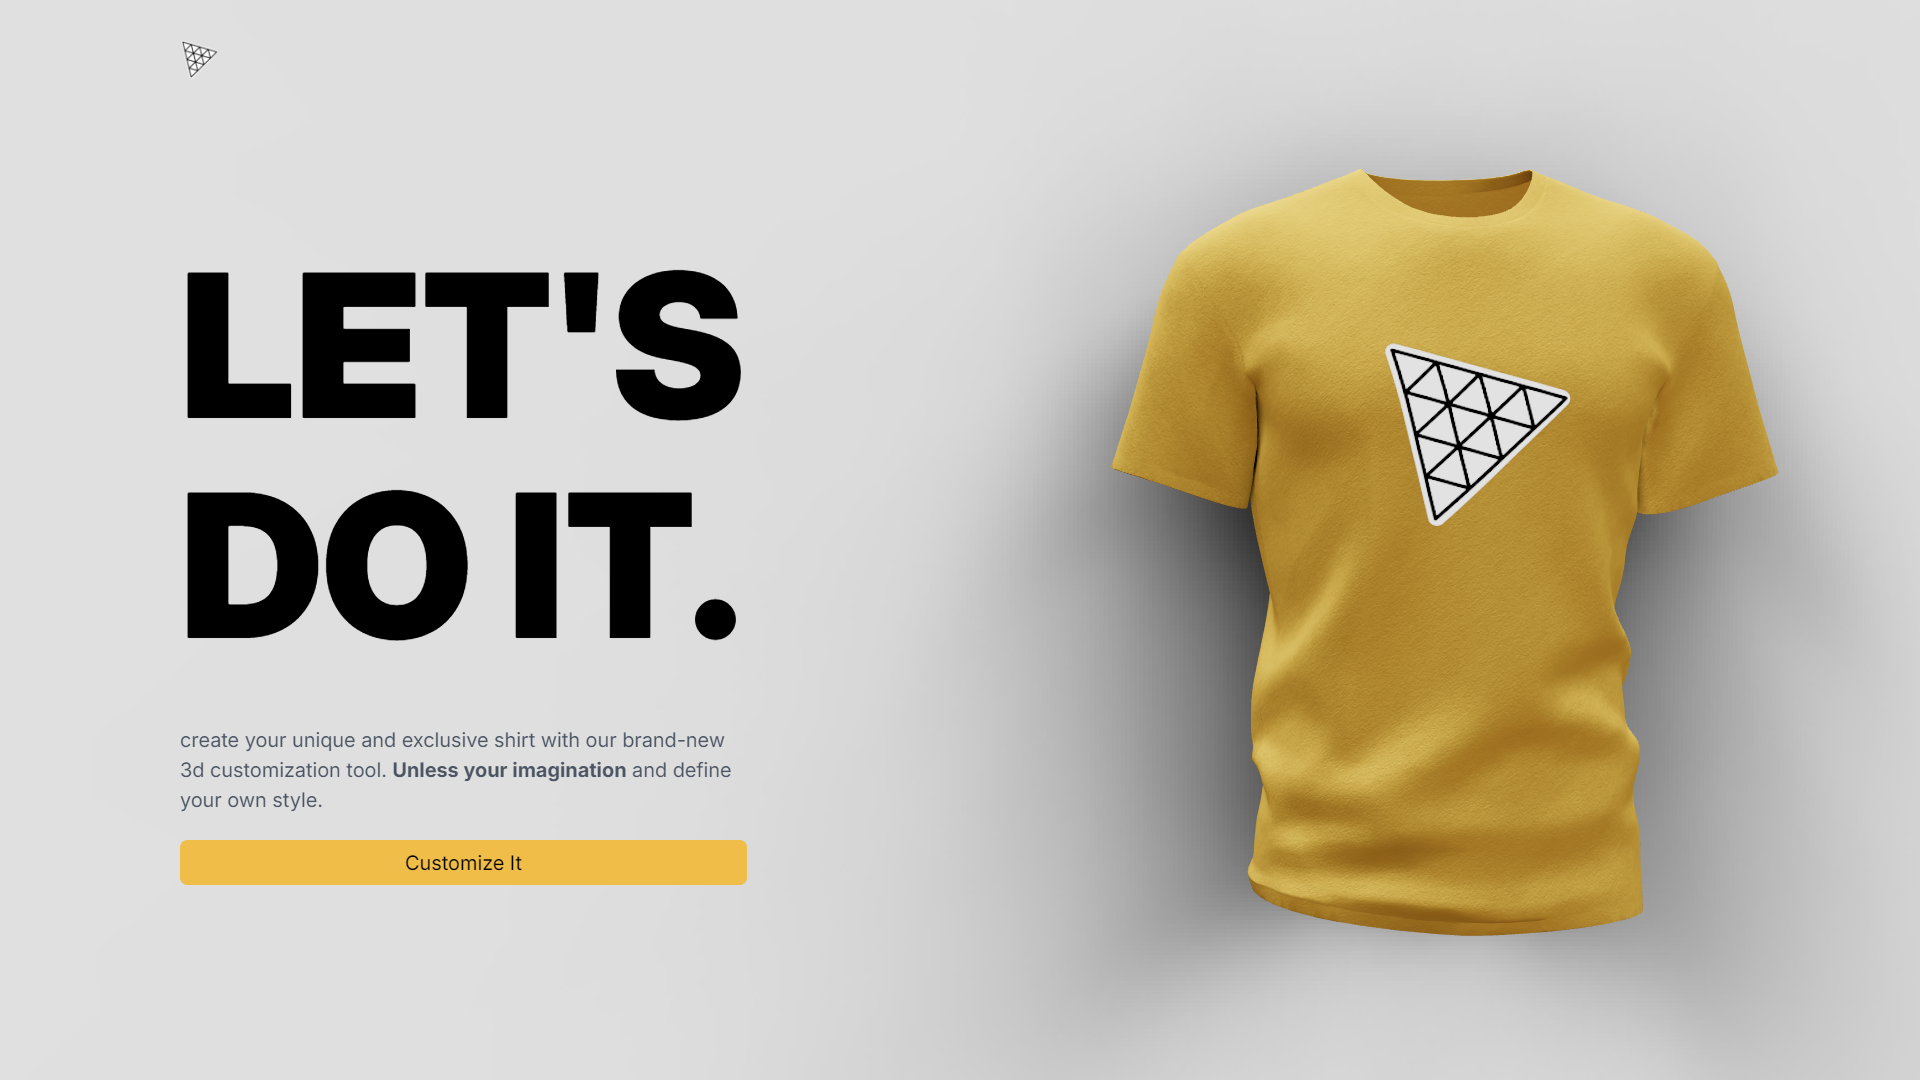 LET'S
DO IT.
create your unique and exclusive shirt with our brand-new
3d customization tool. Unless your imagination and define
your own style.
Customize It